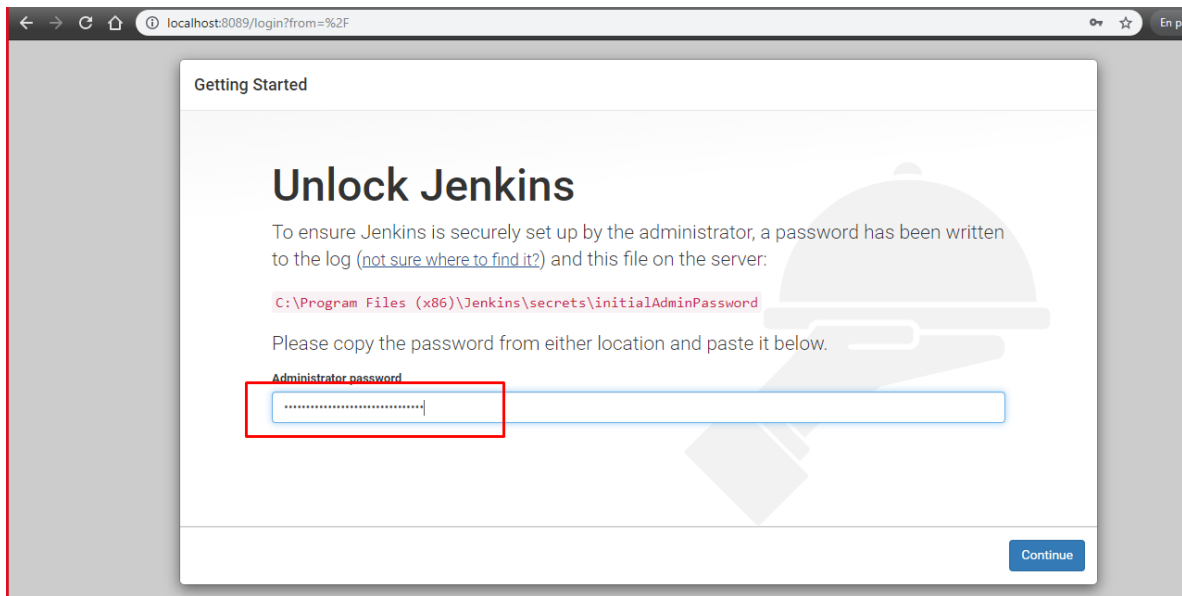 localhost:8089/login?from=%2F
En p
Getting Started
Unlock Jenkins
To ensure Jenkins is securely set up by the administrator, a password has been written
to the log (not sure where to find it?) and this file on the server:
C:\Program Files (x86)\Jenkins\secrets\initialAdminPassword
Please copy the password from either location and paste it below.
Administrator password
Continue